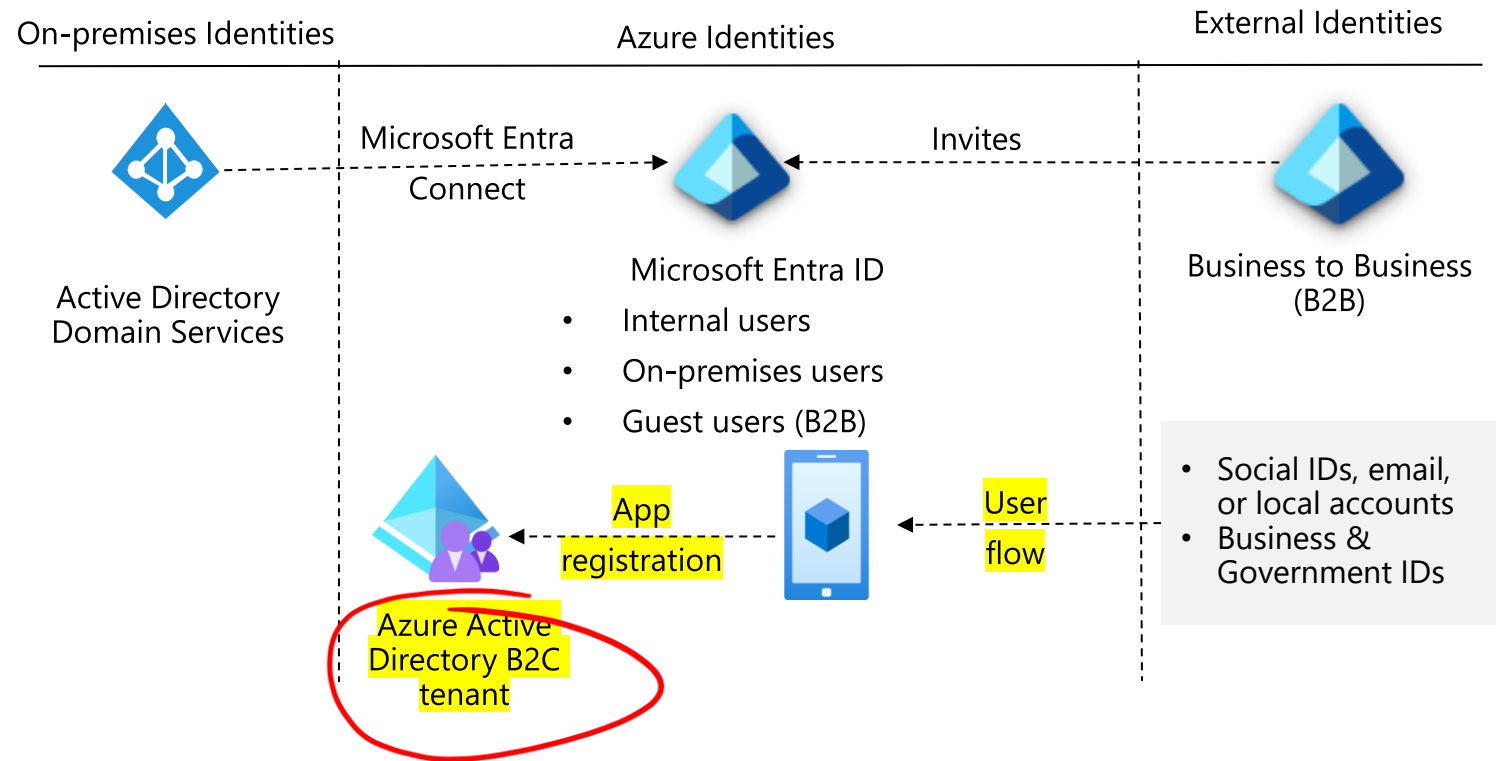 On-premises Identities
Azure Identities
External Identities
Microsoft Entra
Connect
Invites
Active Directory
Domain Services
Microsoft Entra ID
• Internal users
• On-premises users
• Guest users (B2B)
Business to Business
(B2B)
App
registration
User
flow
• Social IDs, email,
or local accounts
• Business &
Government IDs
Azure Active
Directory B2C
tenant